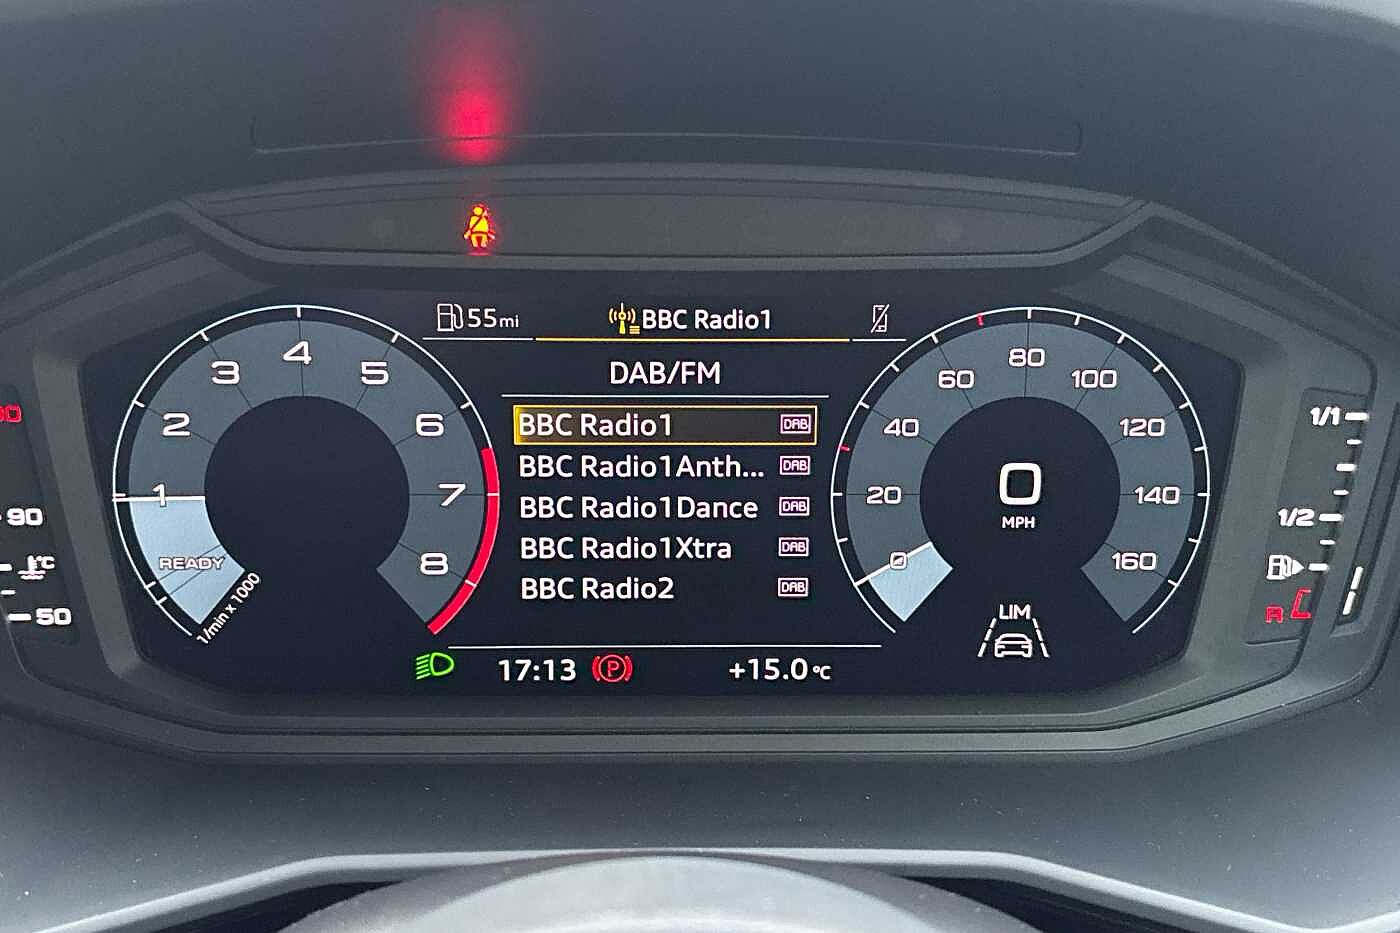 55mi
BBC Radio1
DAB/FM
BBC Radio1 DAB
BBC Radio1Anth... DAB
BBC Radio1Dance DAB
BBC Radio1Xtra DAB
BBC Radio2 DAB
17:13
P
+15.0°C
1
2
3
4
5
6
7
8
READY
1/min x 1000
0
20
40
60
80
100
120
140
160
0
MPH
LIM
90
°C
50
1/1
1/2
R